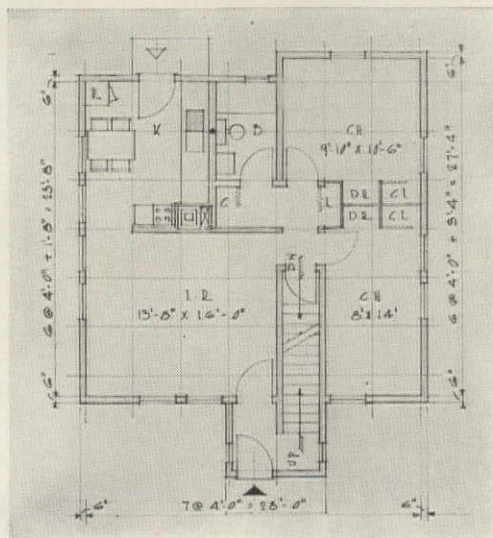 6"
6"
R
K
B
C R
9'-10" X 10'-6"
D R
C L
C
L
D R
C L
6 @ 4'-0" + 1'-8" = 25'-8"
6 @ 4'-0" + 3'-4" = 27'-4"
DN
L.R
13'-8" X 16'-0"
C R
8' X 14'
6"
6"
UP
6"
7 @ 4'-0" = 28'-0"
6"